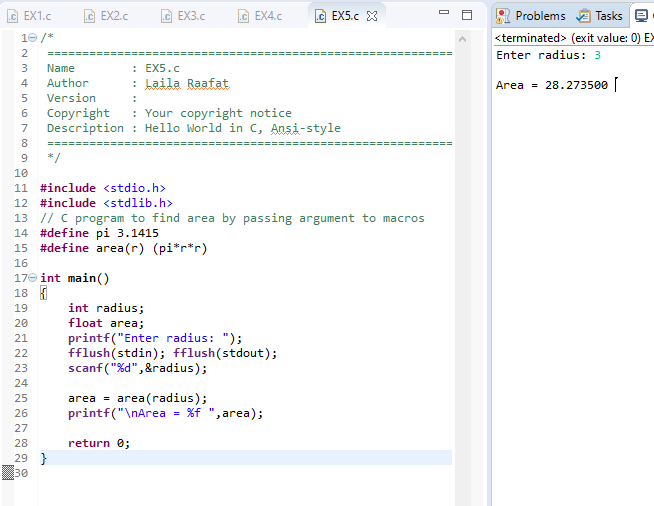 EX1.c EX2.c EX3.c EX4.c EX5.c
1 /*
2 ==========================================================
3 Name : EX5.c
4 Author : Laila Raafat
5 Version :
6 Copyright : Your copyright notice
7 Description : Hello World in C, Ansi-style
8 ==========================================================
9 */
10
11 #include <stdio.h>
12 #include <stdlib.h>
13 // C program to find area by passing argument to macros
14 #define pi 3.1415
15 #define area(r) (pi*r*r)
16
17 int main()
18 {
19 int radius;
20 float area;
21 printf("Enter radius: ");
22 fflush(stdin); fflush(stdout);
23 scanf("%d",&radius);
24
25 area = area(radius);
26 printf("\nArea = %f ",area);
27
28 return 0;
29 }
30
Problems Tasks
<terminated> (exit value: 0) EX
Enter radius: 3
Area = 28.273500